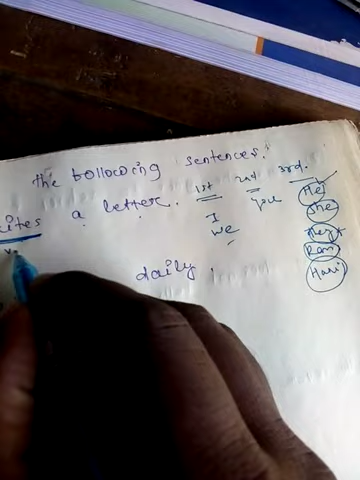 the following sentences.
ites a letter. 1st 2nd 3rd.
I you He
We She
They
daily. Ram
Hari